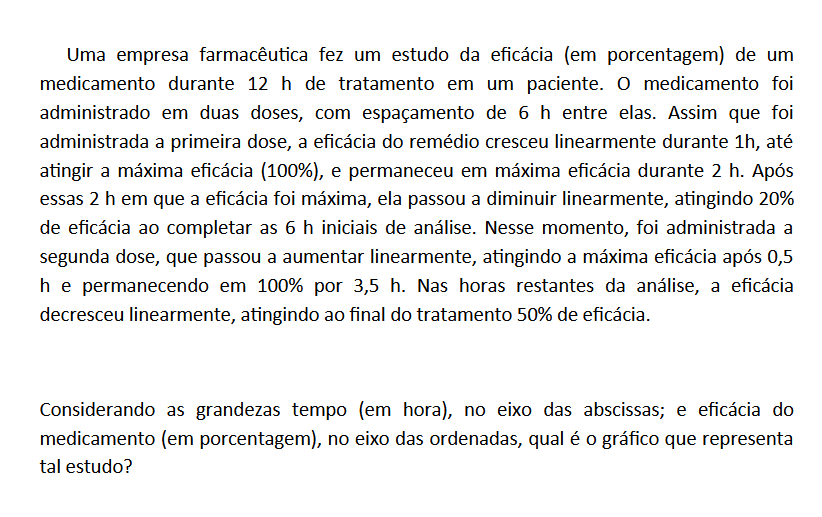 Uma empresa farmacêutica fez um estudo da eficácia (em porcentagem) de um
medicamento durante 12 h de tratamento em um paciente. O medicamento foi
administrado em duas doses, com espaçamento de 6 h entre elas. Assim que foi
administrada a primeira dose, a eficácia do remédio cresceu linearmente durante 1h, até
atingir a máxima eficácia (100%), e permaneceu em máxima eficácia durante 2 h. Após
essas 2 h em que a eficácia foi máxima, ela passou a diminuir linearmente, atingindo 20%
de eficácia ao completar as 6 h iniciais de análise. Nesse momento, foi administrada a
segunda dose, que passou a aumentar linearmente, atingindo a máxima eficácia após 0,5
h e permanecendo em 100% por 3,5 h. Nas horas restantes da análise, a eficácia
decresceu linearmente, atingindo ao final do tratamento 50% de eficácia.
Considerando as grandezas tempo (em hora), no eixo das abscissas; e eficácia do
medicamento (em porcentagem), no eixo das ordenadas, qual é o gráfico que representa
tal estudo?